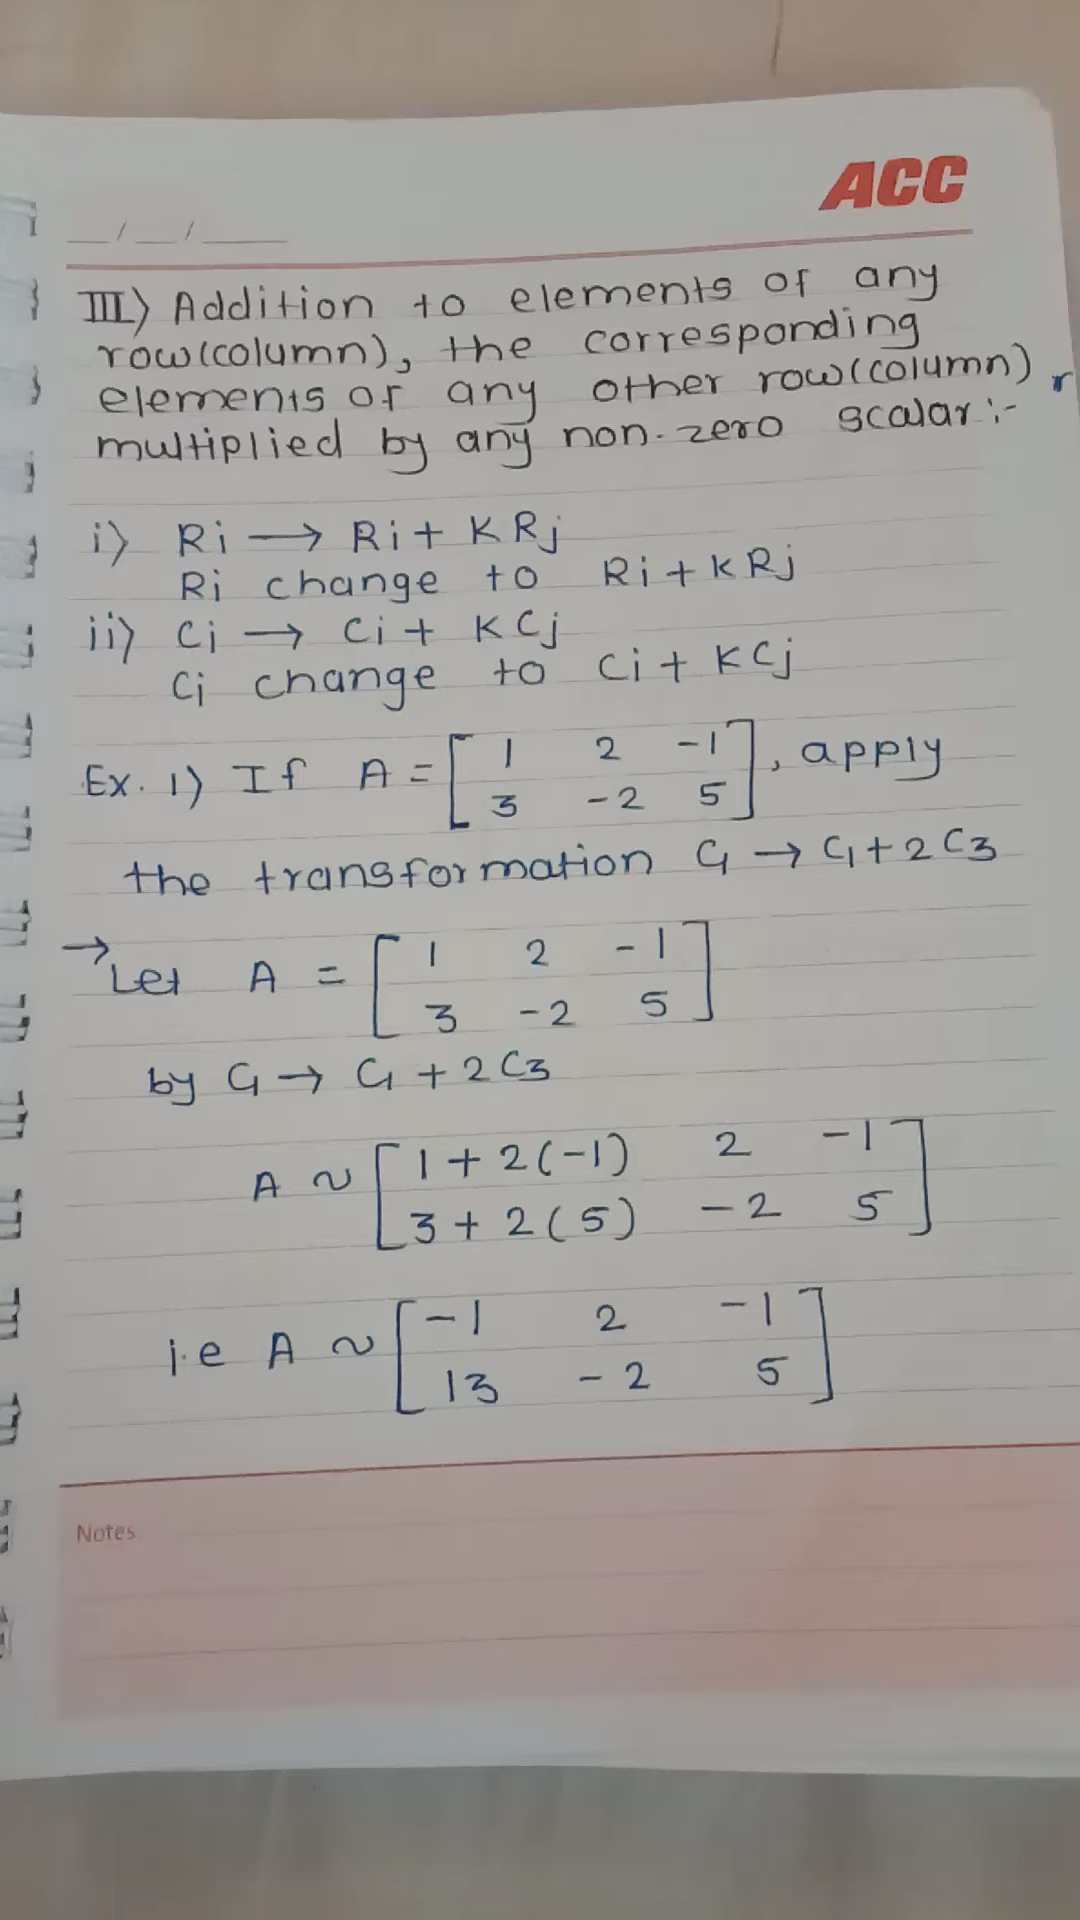 ACC
__/__/____
III) Addition to elements of any
row(column), the corresponding
elements of any other row(column)
multiplied by any non-zero scalar:-
i) Ri → Ri + KRj
Ri change to Ri + KRj
ii) Ci → Ci + KCj
Ci change to Ci + KCj
Ex. 1) If A = [ 1 2 -1 ], apply
[ 3 -2 5 ]
the transformation C1 → C1 + 2C3
→ Let A = [ 1 2 -1 ]
[ 3 -2 5 ]
by C1 → C1 + 2C3
A ~ [ 1+2(-1) 2 -1 ]
[ 3+2(5) -2 5 ]
i.e A ~ [ -1 2 -1 ]
[ 13 -2 5 ]
Notes